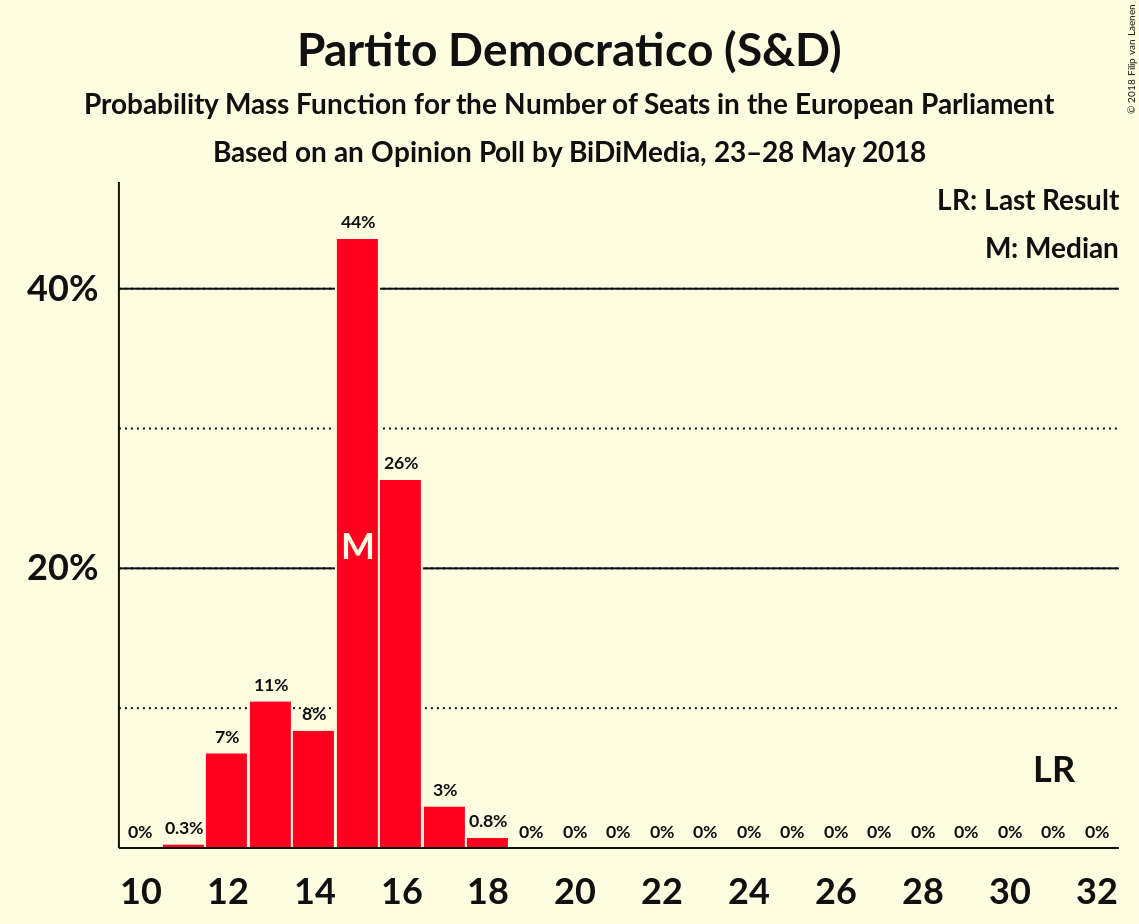 Partito Democratico (S&D)
Probability Mass Function for the Number of Seats in the European Parliament
Based on an Opinion Poll by BiDiMedia, 23–28 May 2018
© 2018 Filip van Laenen
LR: Last Result
M: Median
40%
20%
0% 0.3% 7% 11% 8% 44% 26% 3% 0.8% 0% 0% 0% 0% 0% 0% 0% 0% 0% 0% 0% 0% 0% 0%
M
LR
10 12 14 16 18 20 22 24 26 28 30 32